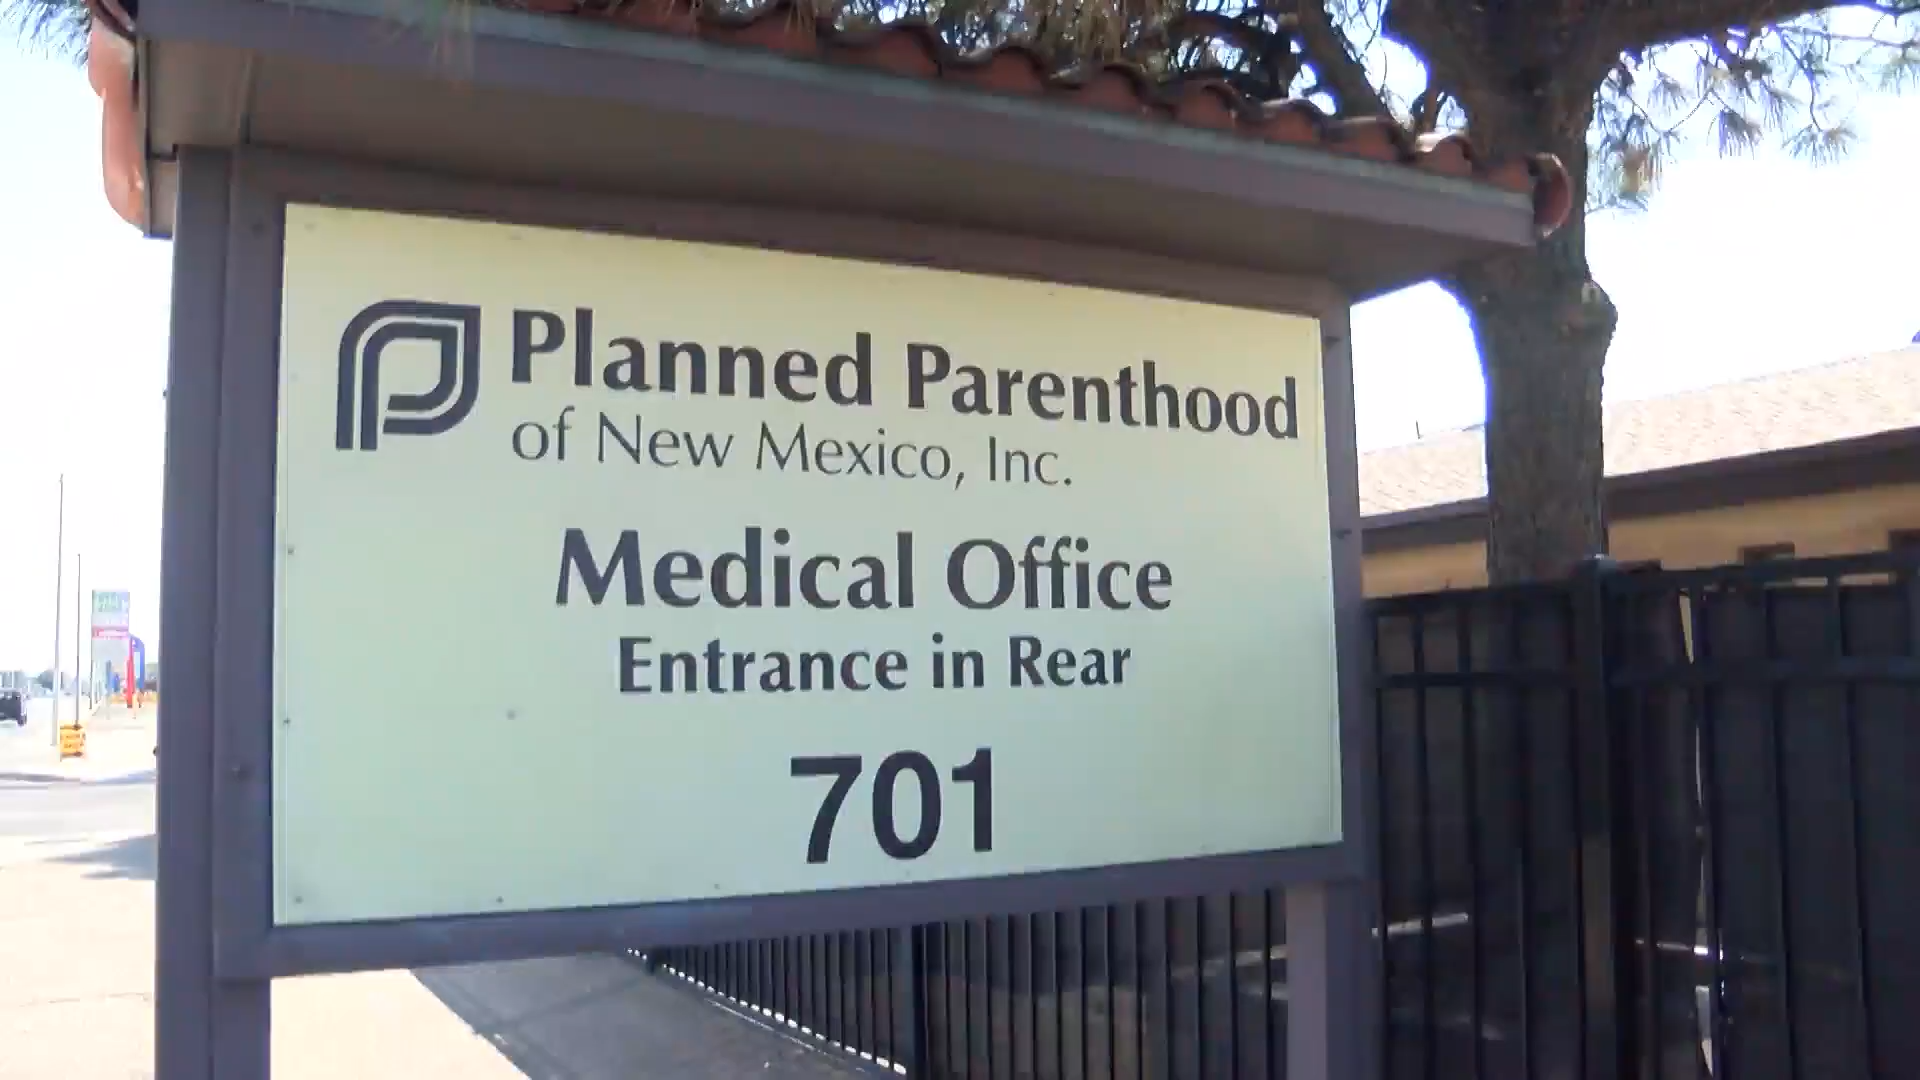 Planned Parenthood
of New Mexico, Inc.
Medical Office
Entrance in Rear
701